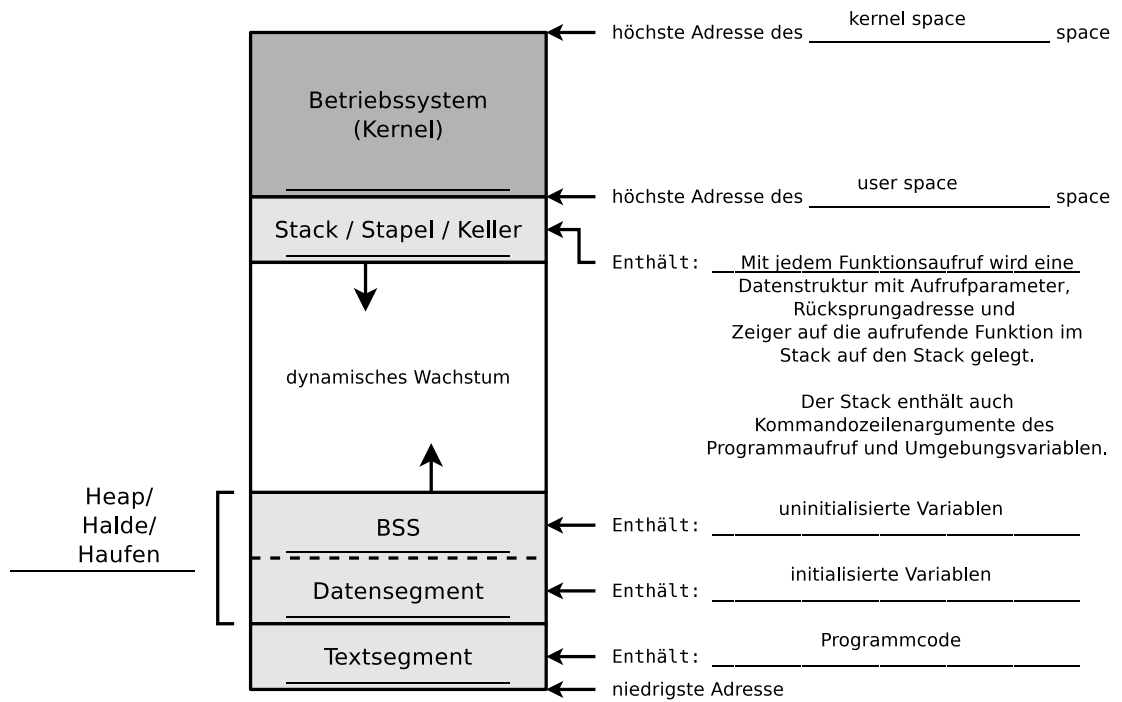 kernel space
höchste Adresse des space
Betriebssystem
(Kernel)
user space
höchste Adresse des space
Stack / Stapel / Keller
Enthält: Mit jedem Funktionsaufruf wird eine
Datenstruktur mit Aufrufparameter,
Rücksprungadresse und
Zeiger auf die aufrufende Funktion im
Stack auf den Stack gelegt.
dynamisches Wachstum
Der Stack enthält auch
Kommandozeilenargumente des
Programmaufruf und Umgebungsvariablen.
Heap/
Halde/
Haufen
BSS
Enthält: uninitialisierte Variablen
Datensegment
Enthält: initialisierte Variablen
Textsegment
Enthält: Programmcode
niedrigste Adresse